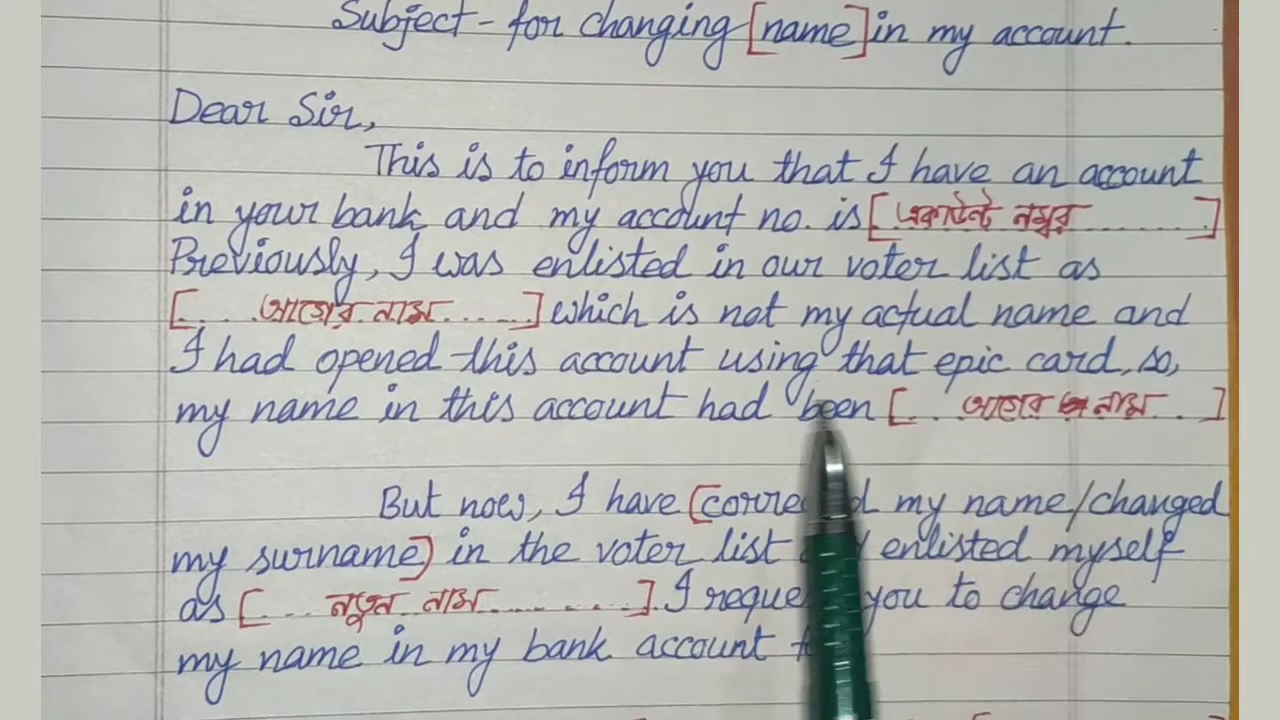 Subject - for changing [name] in my account.
Dear Sir,
This is to inform you that I have an account
in your bank and my account no. is [একাউন্ট নম্বর ........]
Previously, I was enlisted in our voter list as
[.....আগের নাম.....] which is not my actual name and
I had opened this account using that epic card, so,
my name in this account had been [..আগের নাম..]
But now, I have [ my name/changed
my surname] in the voter list enlisted myself
as [...নতুন নাম.......]. I you to change
my name in my bank account